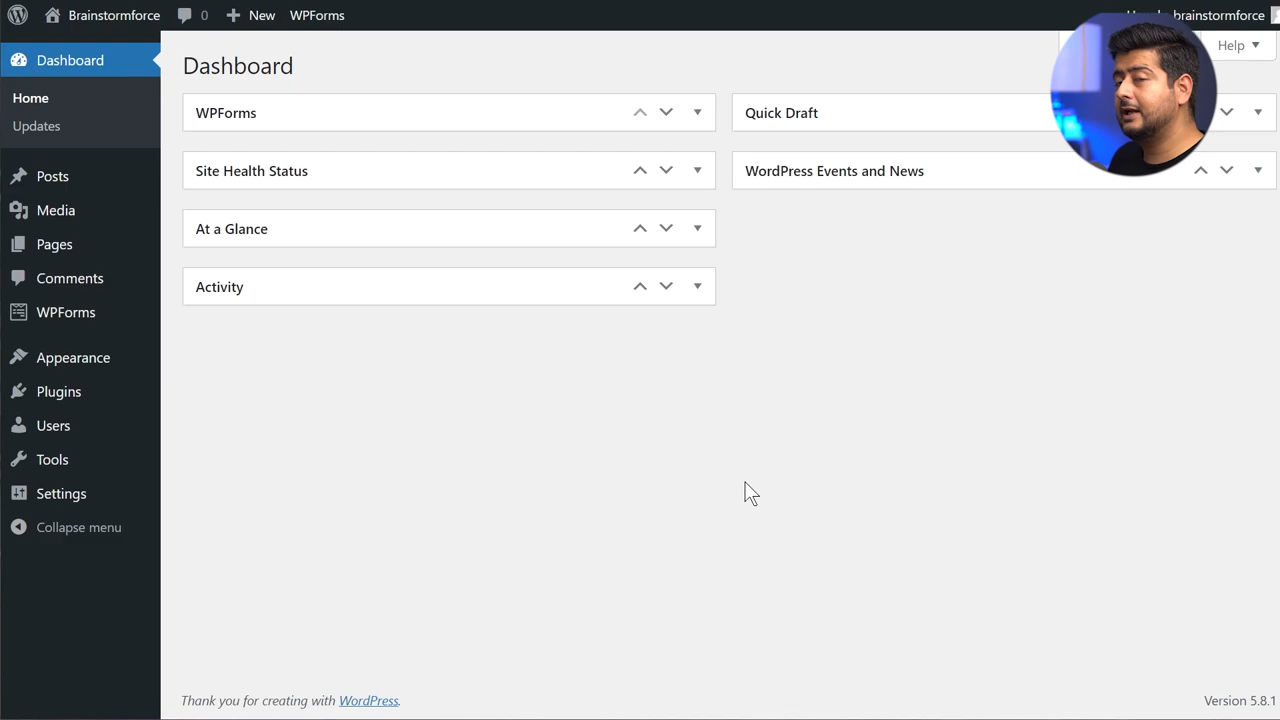 Brainstormforce 0 New WPForms brainstormforce
Dashboard
Home
Updates
Posts
Media
Pages
Comments
WPForms
Appearance
Plugins
Users
Tools
Settings
Collapse menu
Help
Dashboard
WPForms
Site Health Status
At a Glance
Activity
Quick Draft
WordPress Events and News
Thank you for creating with WordPress.
Version 5.8.1